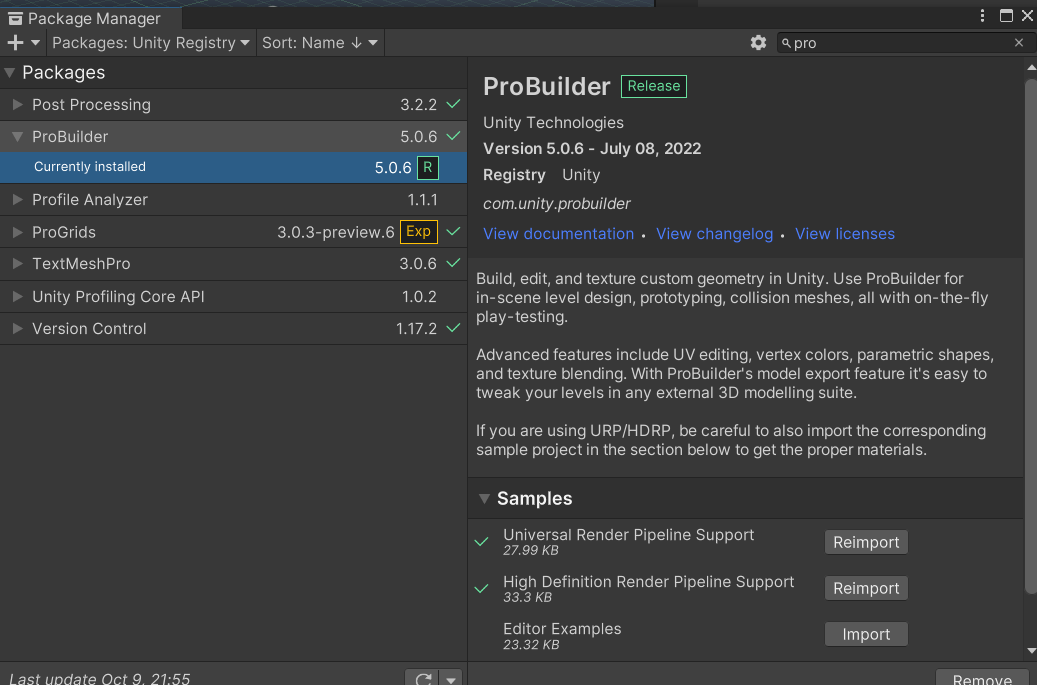 Package Manager
Packages: Unity Registry Sort: Name ↓ pro
Packages
Post Processing 3.2.2
ProBuilder 5.0.6
Currently installed 5.0.6 R
Profile Analyzer 1.1.1
ProGrids 3.0.3-preview.6 Exp
TextMeshPro 3.0.6
Unity Profiling Core API 1.0.2
Version Control 1.17.2
Last update Oct 9, 21:55
ProBuilder Release
Unity Technologies
Version 5.0.6 - July 08, 2022
Registry Unity
com.unity.probuilder
View documentation • View changelog • View licenses
Build, edit, and texture custom geometry in Unity. Use ProBuilder for
in-scene level design, prototyping, collision meshes, all with on-the-fly
play-testing.
Advanced features include UV editing, vertex colors, parametric shapes,
and texture blending. With ProBuilder's model export feature it's easy to
tweak your levels in any external 3D modelling suite.
If you are using URP/HDRP, be careful to also import the corresponding
sample project in the section below to get the proper materials.
Samples
Universal Render Pipeline Support Reimport
27.99 KB
High Definition Render Pipeline Support Reimport
33.3 KB
Editor Examples Import
23.32 KB
Remove